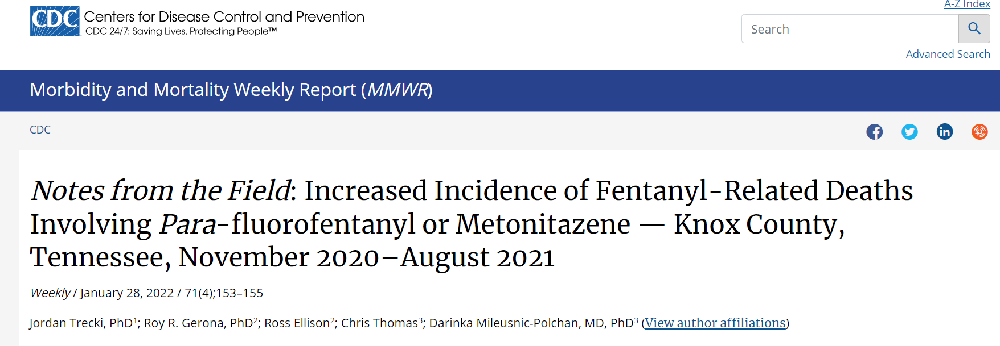 CDC Centers for Disease Control and Prevention
CDC 24/7: Saving Lives, Protecting People™
A-Z Index
Search
Advanced Search
Morbidity and Mortality Weekly Report (MMWR)
CDC
Notes from the Field: Increased Incidence of Fentanyl-Related Deaths
Involving Para-fluorofentanyl or Metonitazene — Knox County,
Tennessee, November 2020–August 2021
Weekly / January 28, 2022 / 71(4);153–155
Jordan Trecki, PhD¹; Roy R. Gerona, PhD²; Ross Ellison²; Chris Thomas³; Darinka Mileusnic-Polchan, MD, PhD³ (View author affiliations)